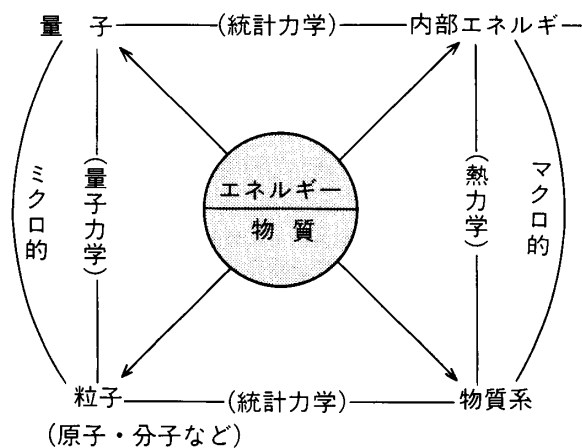 量 子
(統計力学)
内部エネルギー
ミクロ的
(量子力学)
エネルギー
物 質
(熱力学)
マクロ的
粒子
(統計力学)
物質系
(原子・分子など)